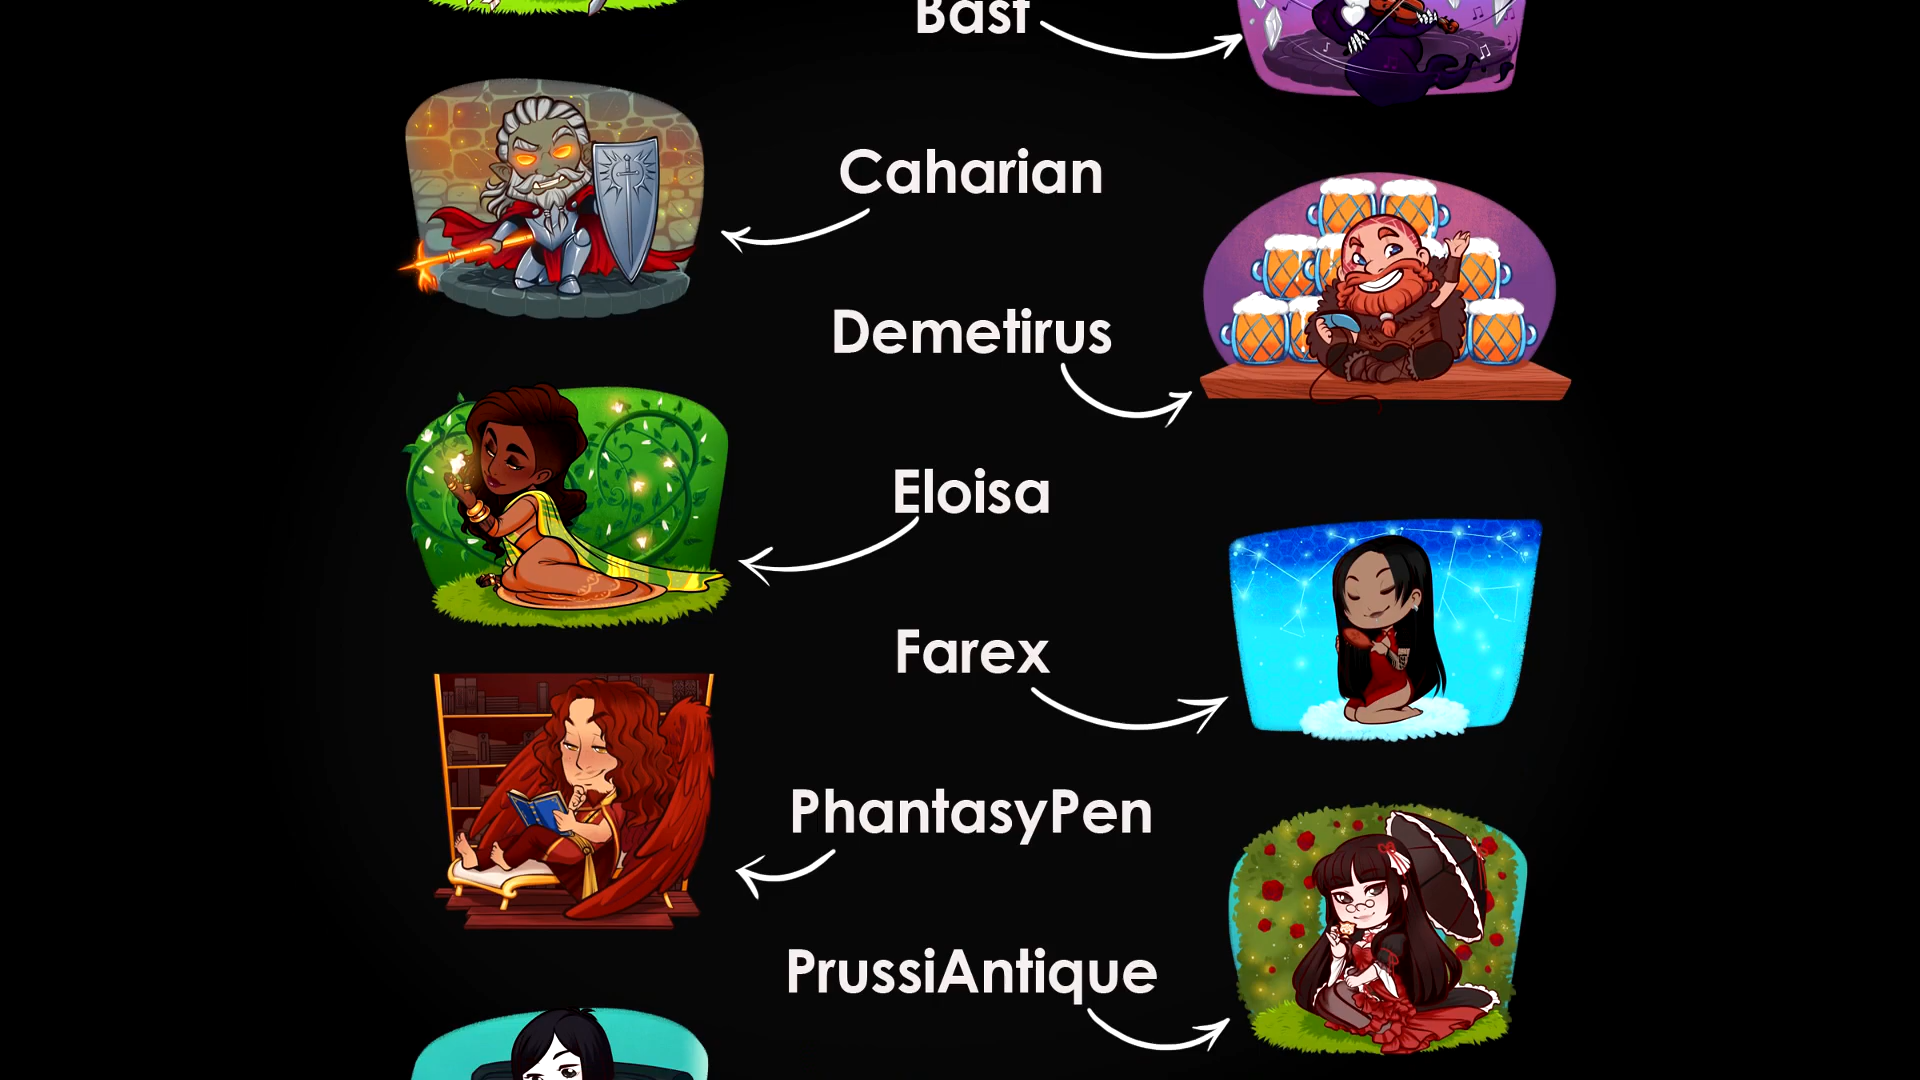 Bast
Caharian
Demetirus
Eloisa
Farex
PhantasyPen
PrussiAntique